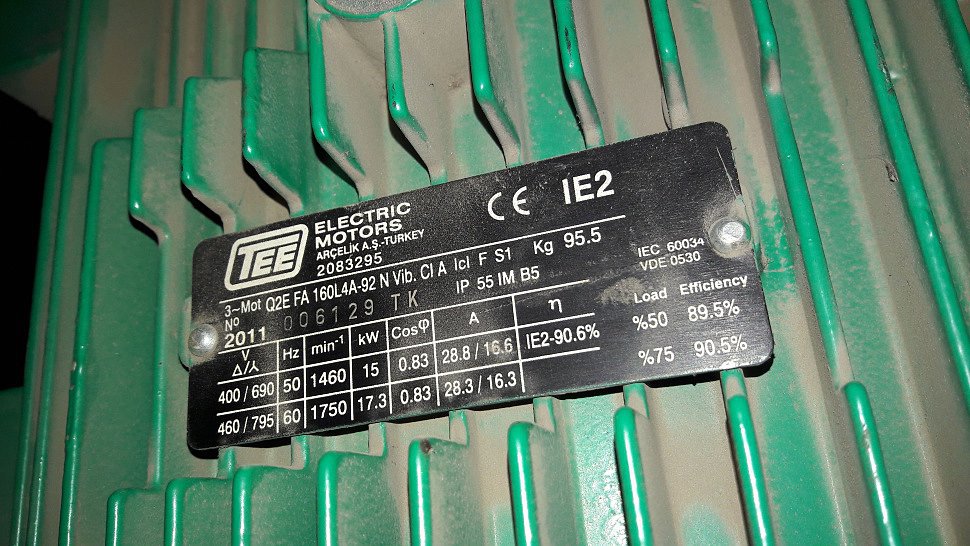 TEE
ELECTRIC
MOTORS
ARÇELİK A.Ş.-TURKEY
2083295
CE IE2
3~Mot Q2E FA 160L4A-92 N Vib. Cl A Icl F S1 Kg 95.5
Nº 2011 006129 TK IP 55 IM B5
IEC 60034
VDE 0530
V Δ/⅄ Hz min⁻¹ kW Cosφ A η
400 / 690 50 1460 15 0.83 28.8 / 16.6 IE2-90.6%
460 / 795 60 1750 17.3 0.83 28.3 / 16.3
Load Efficiency
%50 89.5%
%75 90.5%